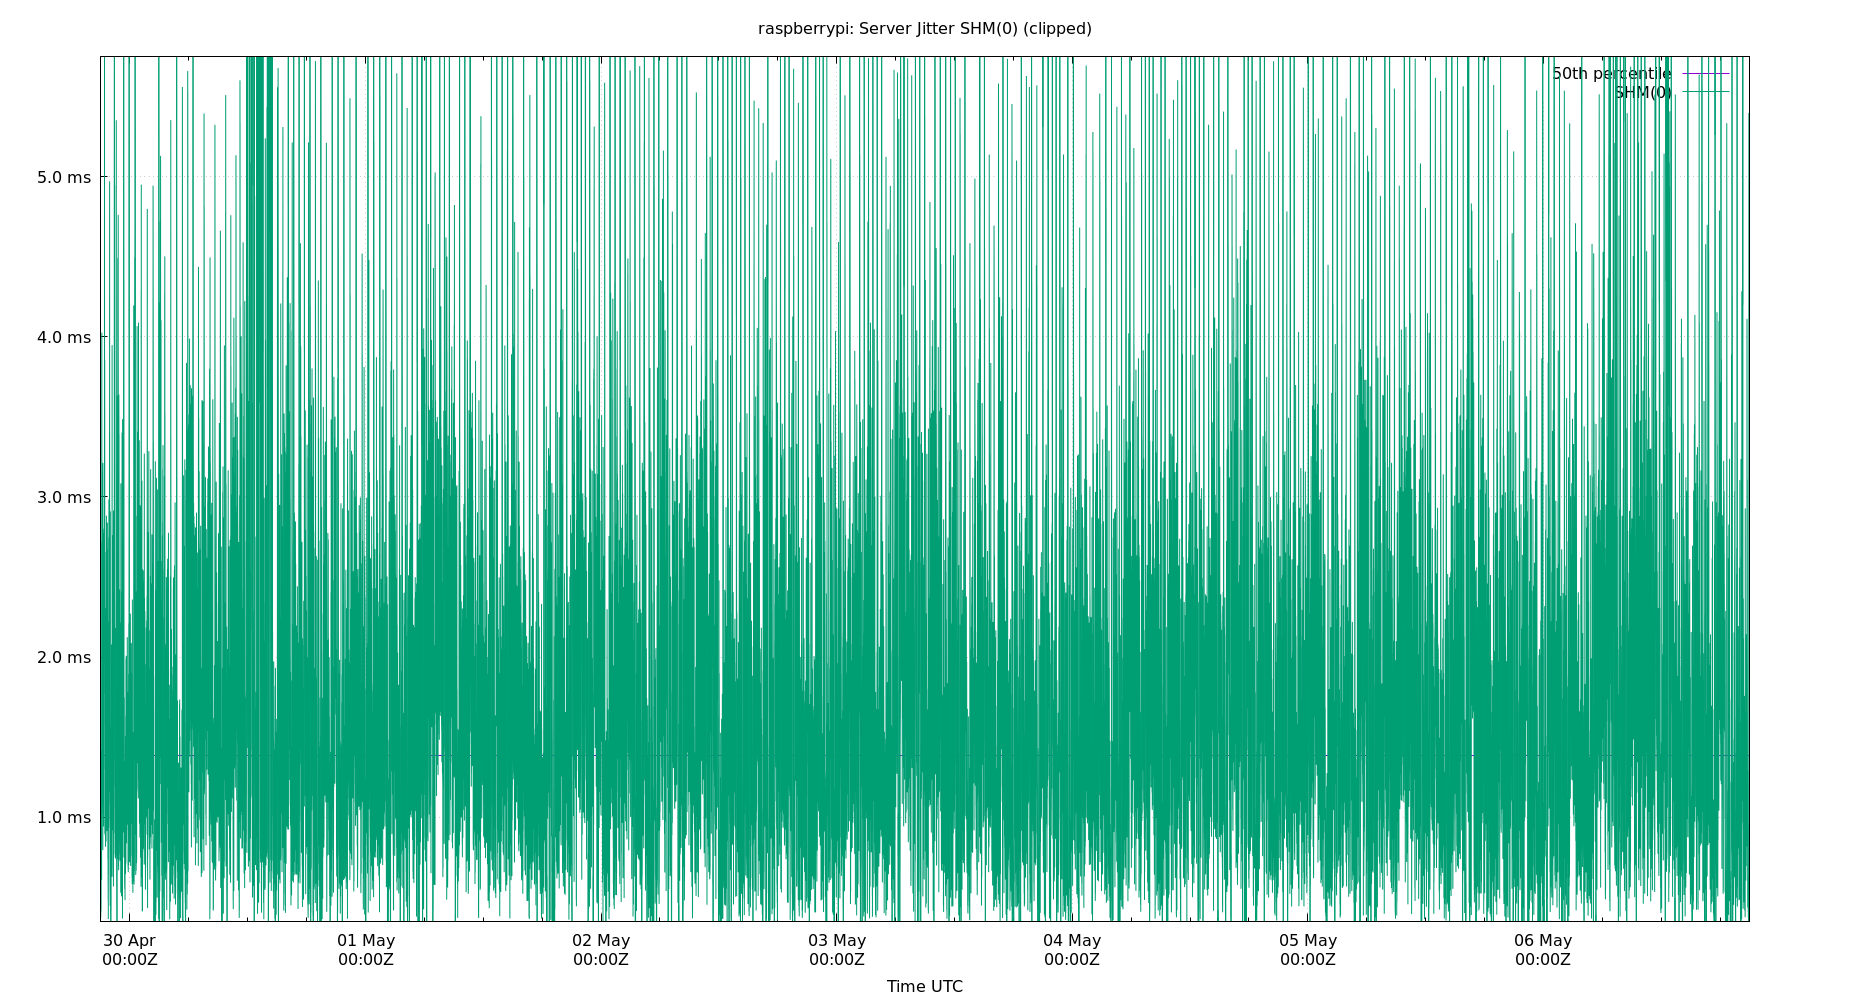 raspberrypi: Server Jitter SHM(0) (clipped)
50th percentile
SHM(0)
5.0 ms
4.0 ms
3.0 ms
2.0 ms
1.0 ms
30 Apr 01 May 02 May 03 May 04 May 05 May 06 May
00:00Z 00:00Z 00:00Z 00:00Z 00:00Z 00:00Z 00:00Z
Time UTC